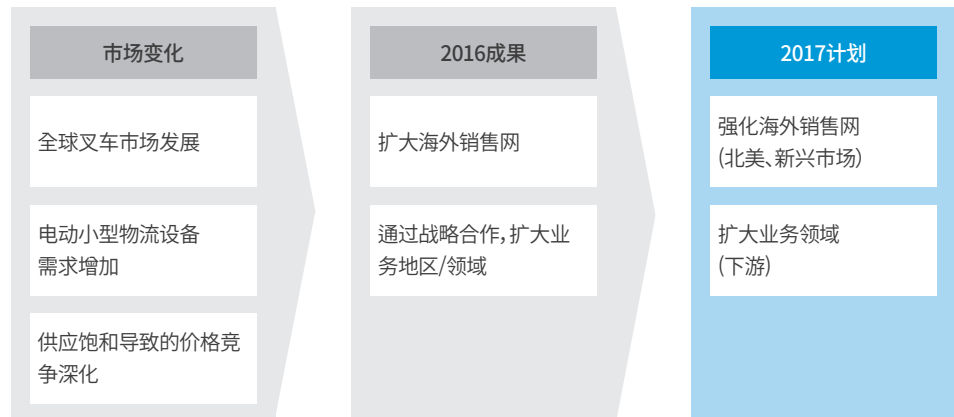 市场变化
全球叉车市场发展
电动小型物流设备
需求增加
供应饱和导致的价格竞
争深化
2016成果
扩大海外销售网
通过战略合作,扩大业
务地区/领域
2017计划
强化海外销售网
(北美、新兴市场)
扩大业务领域
(下游)